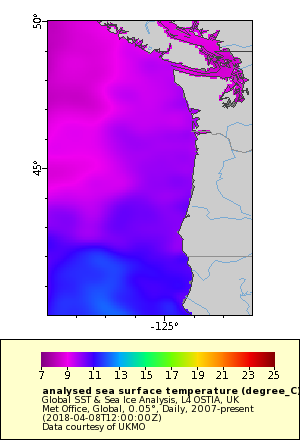 50°
45°
-125°
7 9 11 13 15 17 19 21 23 25
analysed sea surface temperature (degree_C)
Global SST & Sea Ice Analysis, L4 OSTIA, UK
Met Office, Global, 0.05°, Daily, 2007-present
(2018-04-08T12:00:00Z)
Data courtesy of UKMO